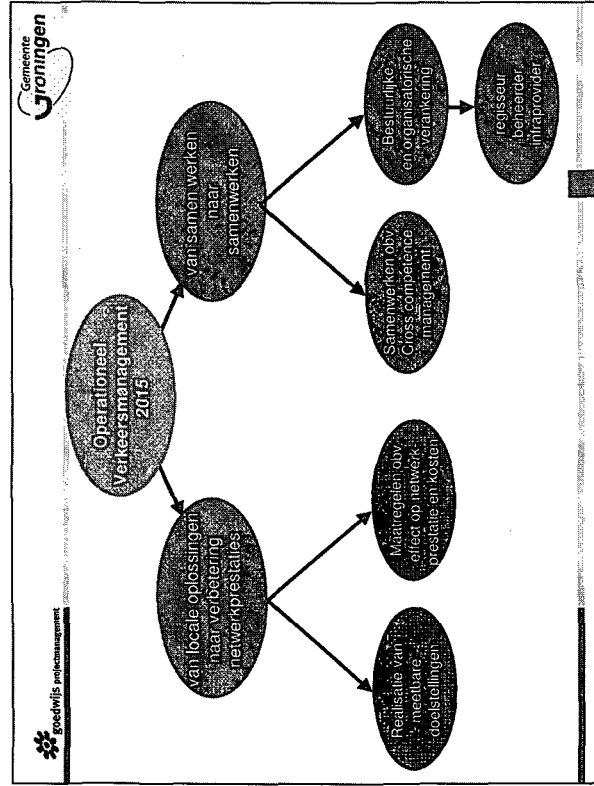 goedwijs projectmanagement
Gemeente
Groningen
Operationeel
Verkeersmanagement
2015
van locale oplossingen
naar verbetering
netwerkprestaties
van samen werken
naar
samenwerken
Realisatie van
meetbare
doelstellingen
Maatregelen obv
effect op netwerk
prestatie en kosten
Samenwerken obv
Cross competence
management
Bestuurlijke-
en organisatorische
verankering
regisseur
beheerder
infraprovider